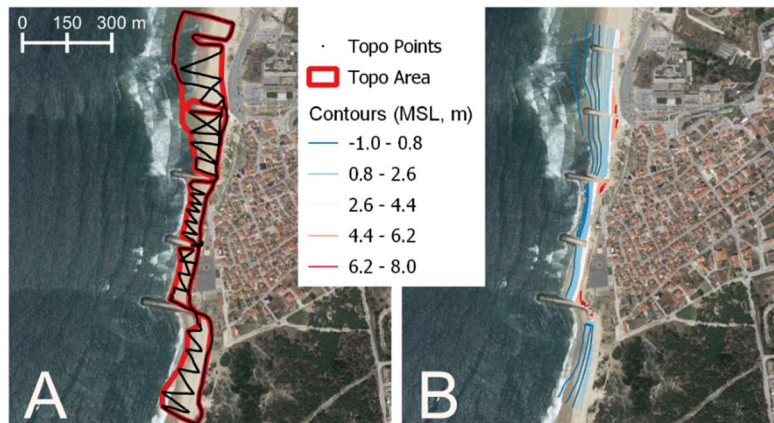 0 150 300 m
Topo Points
Topo Area
Contours (MSL, m)
-1.0 - 0.8
0.8 - 2.6
2.6 - 4.4
4.4 - 6.2
6.2 - 8.0
A
B